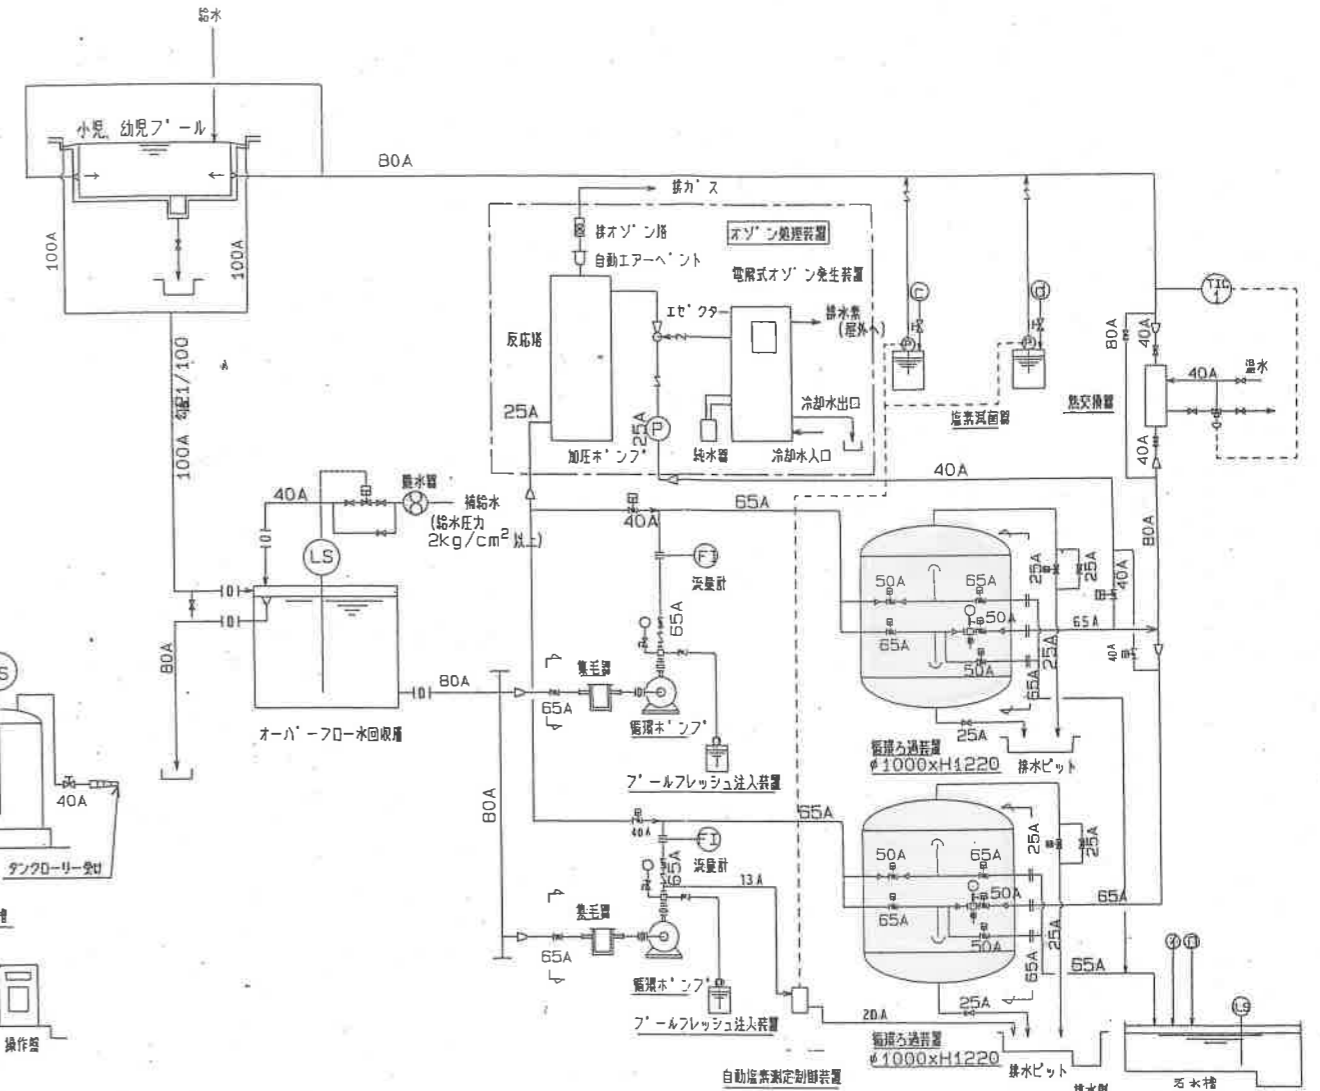 給水
小児、幼児プール
80A
100A
100A
100A 勾配1/100
排ガス
排オゾン塔
自動エアーベント
オゾン処理装置
電解式オゾン発生装置
エゼクター
排水素
(屋外へ)
反応塔
25A
25A
P
加圧ポンプ
純水器
冷却水出口
冷却水入口
塩素滅菌器
TIC
1
80A
40A
40A
温水
熱交換器
40A
40A
40A
量水器
補給水
(給水圧力
2kg/cm² 以上)
LS
65A
40A
FI
流量計
65A
80A
80A
80A
集毛器
65A
循環ポンプ
プールフレッシュ注入装置
オーバーフロー水回収槽
50A
65A
65A
50A
50A
25A
25A
40A
65A
40A
25A
65A
25A
循環ろ過装置
φ1000xH1220
排水ピット
80A
S
40A
タンクローリー受け
操作盤
80A
40A
FI
流量計
65A
13A
集毛器
65A
循環ポンプ
プールフレッシュ注入装置
65A
50A
65A
65A
50A
50A
25A
25A
65A
25A
65A
65A
25A
20A
循環ろ過装置
φ1000xH1220
排水ピット
自動塩素測定制御装置
LS